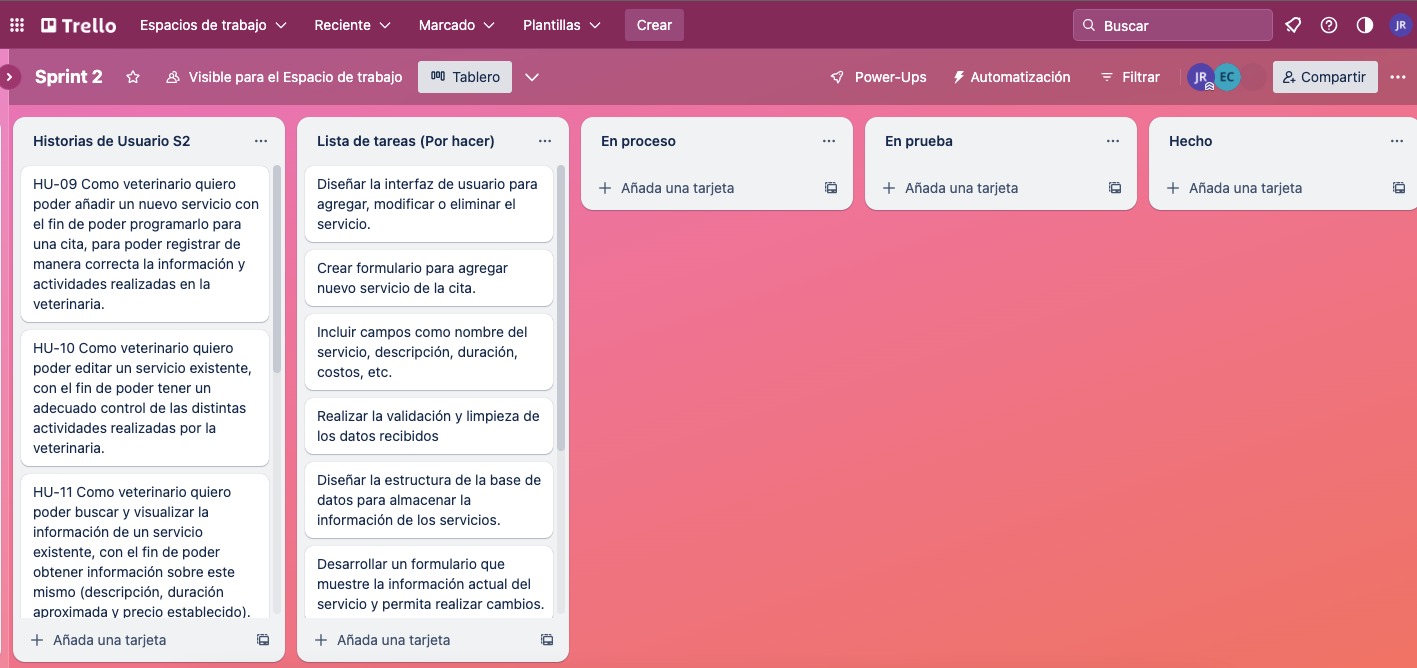 Trello Espacios de trabajo Reciente Marcado Plantillas Crear Buscar JR
Sprint 2 Visible para el Espacio de trabajo Tablero Power-Ups Automatización Filtrar JR EC Compartir
Historias de Usuario S2
HU-09 Como veterinario quiero
poder añadir un nuevo servicio con
el fin de poder programarlo para
una cita, para poder registrar de
manera correcta la información y
actividades realizadas en la
veterinaria.
HU-10 Como veterinario quiero
poder editar un servicio existente,
con el fin de poder tener un
adecuado control de las distintas
actividades realizadas por la
veterinaria.
HU-11 Como veterinario quiero
poder buscar y visualizar la
información de un servicio
existente, con el fin de poder
obtener información sobre este
mismo (descripción, duración
aproximada y precio establecido).
Añada una tarjeta
Lista de tareas (Por hacer)
Diseñar la interfaz de usuario para
agregar, modificar o eliminar el
servicio.
Crear formulario para agregar
nuevo servicio de la cita.
Incluir campos como nombre del
servicio, descripción, duración,
costos, etc.
Realizar la validación y limpieza de
los datos recibidos
Diseñar la estructura de la base de
datos para almacenar la
información de los servicios.
Desarrollar un formulario que
muestre la información actual del
servicio y permita realizar cambios.
Añada una tarjeta
En proceso
Añada una tarjeta
En prueba
Añada una tarjeta
Hecho
Añada una tarjeta